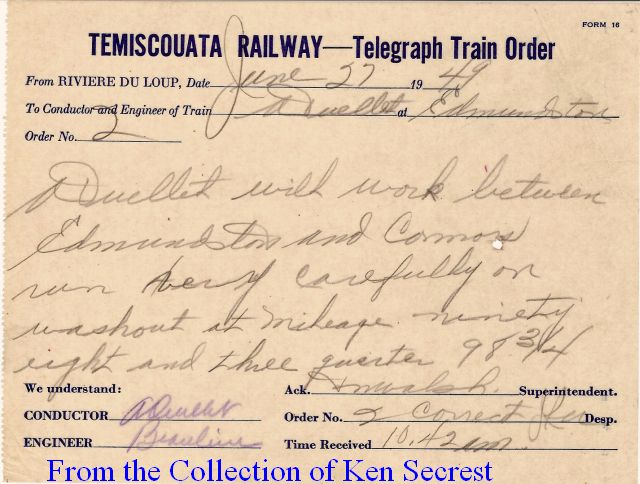 FORM 16
TEMISCOUATA RAILWAY—Telegraph Train Order
From RIVIERE DU LOUP, Date June 27 1949
To Conductor and Engineer of Train A Ouellet at Edmundston
Order No. 2
A Ouellet will work between
Edmundston and Connors
run very carefully on
washout at mileage ninety
eight and three quarter 98 3/4
We understand: Ack. Superintendent.
CONDUCTOR A Ouellet Order No. 2 Correct Desp.
ENGINEER Beaulieu Time Received 10.42 am.
From the Collection of Ken Secrest